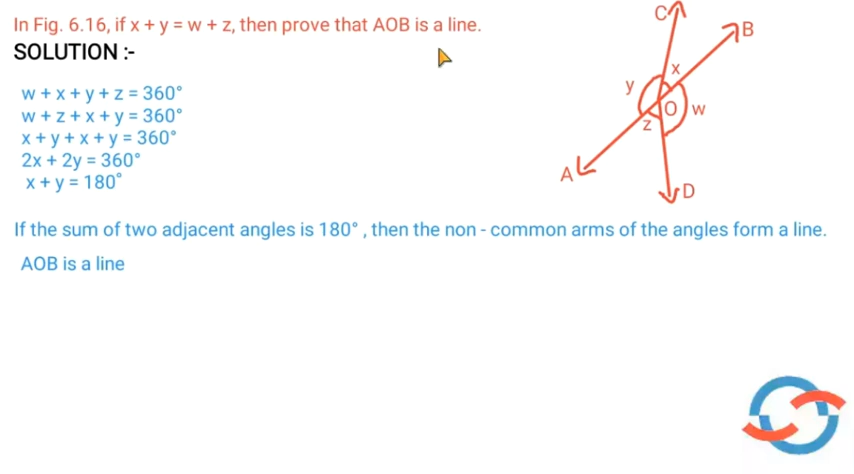 In Fig. 6.16, if x + y = w + z, then prove that AOB is a line.
SOLUTION :-
w + x + y + z = 360°
w + z + x + y = 360°
x + y + x + y = 360°
2x + 2y = 360°
x + y = 180°
If the sum of two adjacent angles is 180° , then the non - common arms of the angles form a line.
AOB is a line
C
B
x
y
O
w
z
A
D